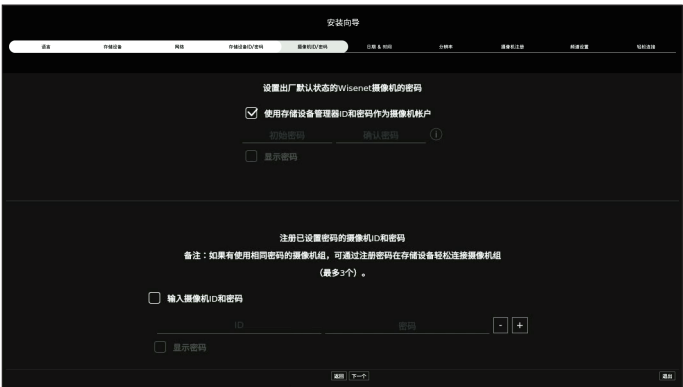 安装向导
语言 存储设备 网络 存储设备ID/密码 摄像机ID/密码 日期 & 时间 分辨率 摄像机注册 频道设置 轻松连接
设置出厂默认状态的Wisenet摄像机的密码
使用存储设备管理器ID和密码作为摄像机帐户
初始密码 确认密码
显示密码
注册已设置密码的摄像机ID和密码
备注：如果有使用相同密码的摄像机组，可通过注册密码在存储设备轻松连接摄像机组
（最多3个）。
输入摄像机ID和密码
ID 密码 - +
显示密码
返回 下一个 退出